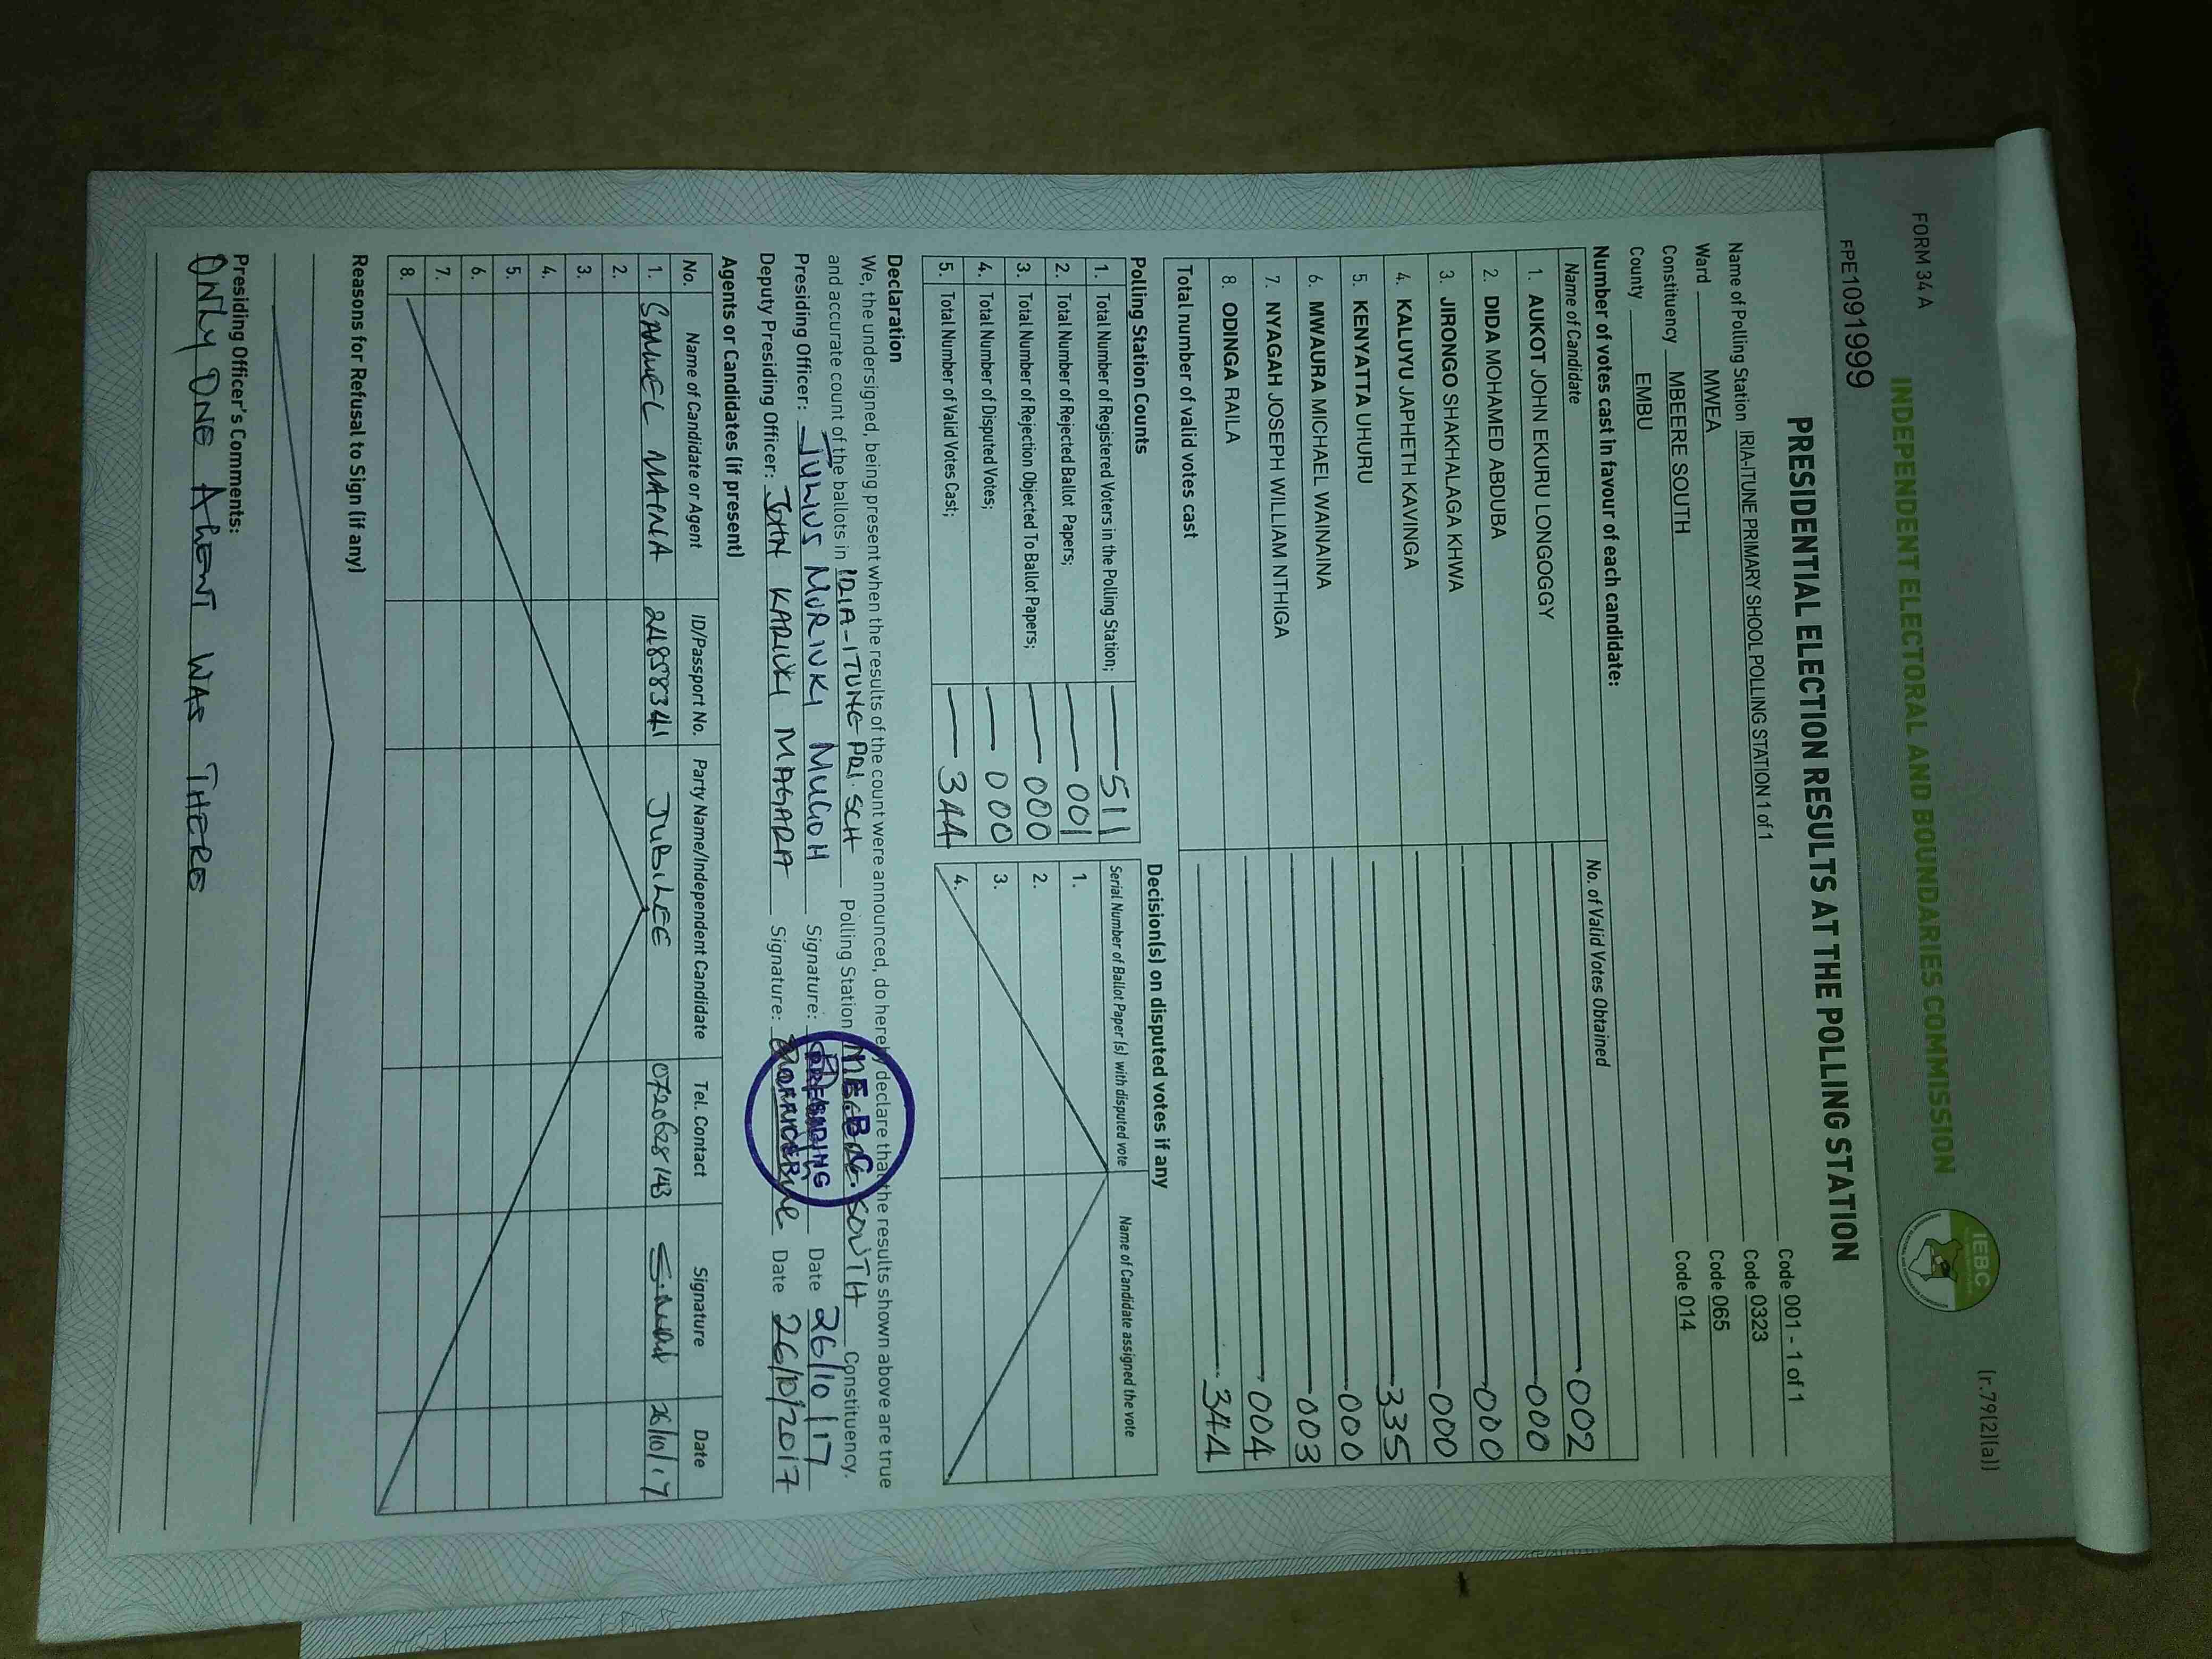 FORM 34 A
(r.79(2)(a))
INDEPENDENT ELECTORAL AND BOUNDARIES COMMISSION
IEBC
FPE1091999
PRESIDENTIAL ELECTION RESULTS AT THE POLLING STATION
Name of Polling Station IRIA-ITUNE PRIMARY SHOOL POLLING STATION 1 of 1 Code 001 - 1 of 1
Ward MWEA Code 0323
Constituency MBEERE SOUTH Code 065
County EMBU Code 014
Number of votes cast in favour of each candidate:
Name of Candidate No. of Valid Votes Obtained
1. AUKOT JOHN EKURU LONGOGGY 002
2. DIDA MOHAMED ABDUBA 000
3. JIRONGO SHAKHALAGA KHWA 000
4. KALUYU JAPHETH KAVINGA 000
5. KENYATTA UHURU 335
6. MWAURA MICHAEL WAINAINA 000
7. NYAGAH JOSEPH WILLIAM NTHIGA 003
8. ODINGA RAILA 004
Total number of valid votes cast 344
Polling Station Counts
1. Total Number of Registered Voters in the Polling Station; 511
2. Total Number of Rejected Ballot Papers; 001
3. Total Number of Rejection Objected To Ballot Papers; 000
4. Total Number of Disputed Votes; 000
5. Total Number of Valid Votes Cast; 344
Decision(s) on disputed votes if any
Serial Number of Ballot Paper (s) with disputed vote Name of Candidate assigned the vote
1.
2.
3.
4.
Declaration
We, the undersigned, being present when the results of the count were announced, do hereby declare that the results shown above are true
and accurate count of the ballots in IRIA-ITUNE PRI. SCH Polling Station MBEERE SOUTH Constituency.
Presiding Officer: JULIUS MURIUKI MUGOH Signature: Date 26/10/17
Deputy Presiding Officer: JOHN KARIUKI MAGARA Signature: Date 26/10/2017
I.E.B.C.
PRESIDING
OFFICER
Agents or Candidates (if present)
No. Name of Candidate or Agent ID/Passport No. Party Name/Independent Candidate Tel. Contact Signature Date
1. SAMUEL MAINA 24858341 JUBILEE 0720628143 26/10/17
2.
3.
4.
5.
6.
7.
8.
Reasons for Refusal to Sign (if any)
Presiding Officer's Comments:
ONLY ONE AGENT WAS THERE